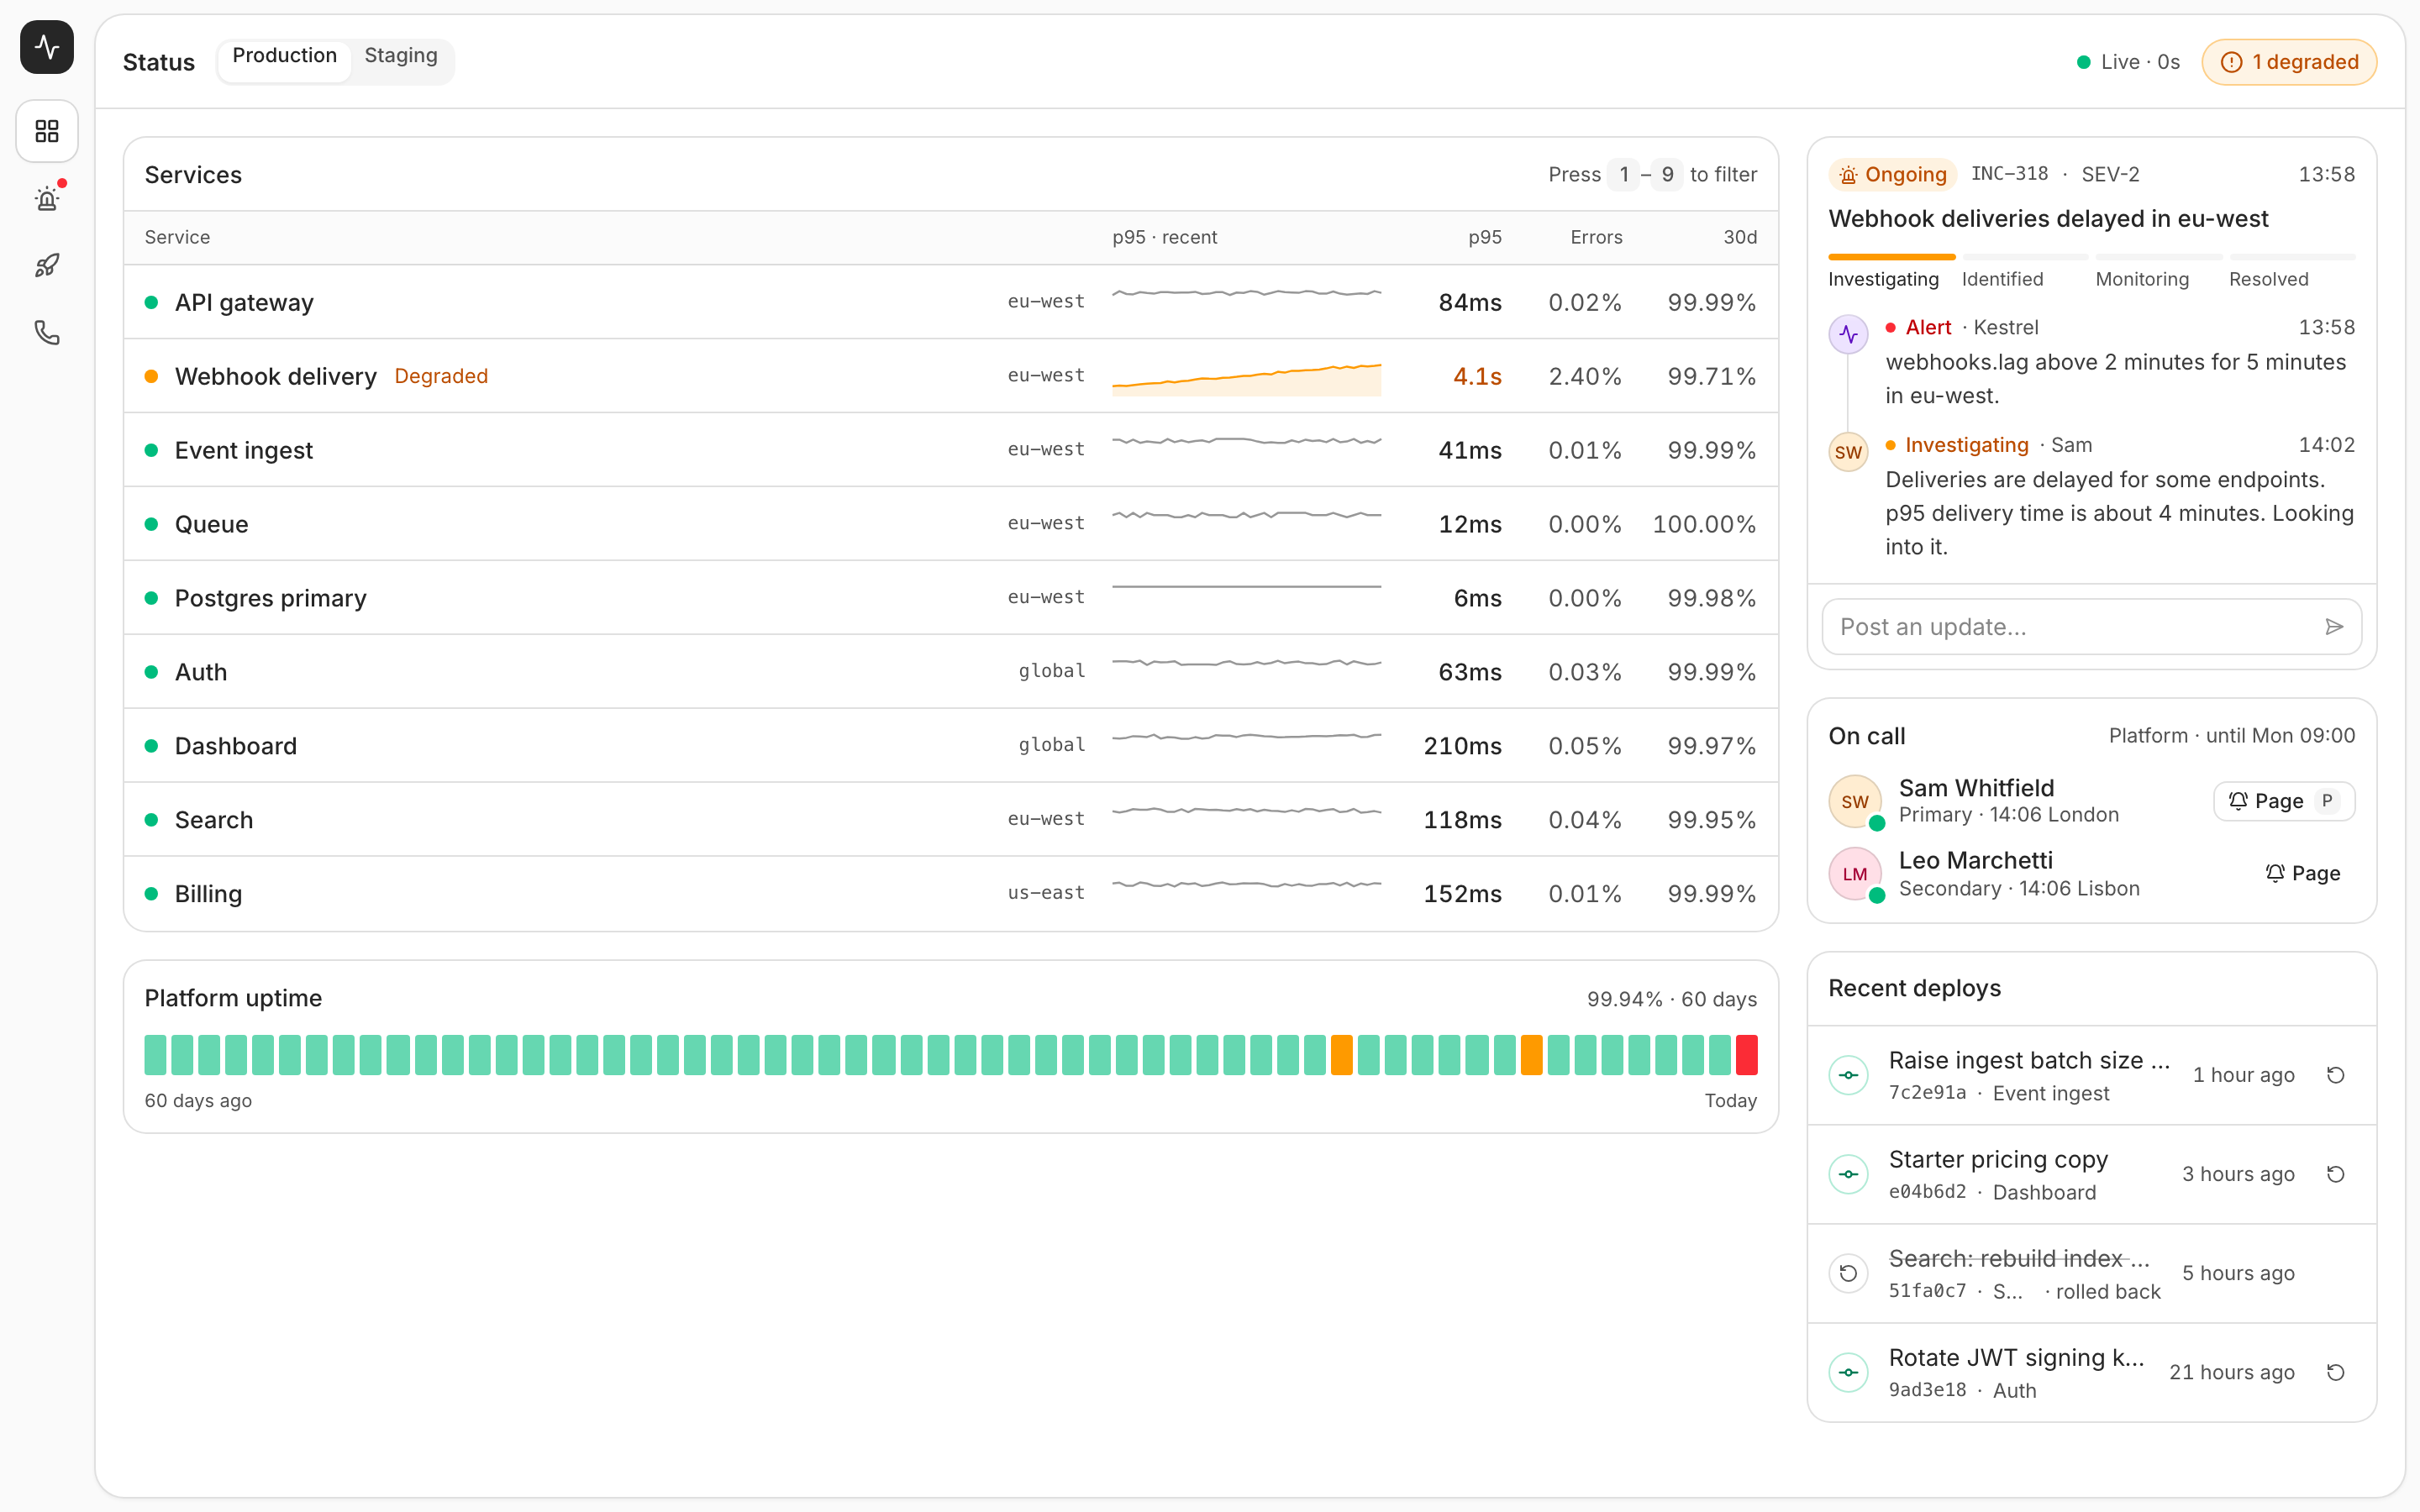 Status
Production
Staging
Live · 0s
1 degraded
Services
Press 1 – 9 to filter
Service
p95 · recent
p95
Errors
30d
API gateway
eu-west
84ms
0.02%
99.99%
Webhook delivery
Degraded
eu-west
4.1s
2.40%
99.71%
Event ingest
eu-west
41ms
0.01%
99.99%
Queue
eu-west
12ms
0.00%
100.00%
Postgres primary
eu-west
6ms
0.00%
99.98%
Auth
global
63ms
0.03%
99.99%
Dashboard
global
210ms
0.05%
99.97%
Search
eu-west
118ms
0.04%
99.95%
Billing
us-east
152ms
0.01%
99.99%
Platform uptime
99.94% · 60 days
60 days ago
Today
Ongoing
INC-318 · SEV-2
13:58
Webhook deliveries delayed in eu-west
Investigating
Identified
Monitoring
Resolved
Alert · Kestrel
13:58
webhooks.lag above 2 minutes for 5 minutes
in eu-west.
SW
Investigating · Sam
14:02
Deliveries are delayed for some endpoints.
p95 delivery time is about 4 minutes. Looking
into it.
Post an update...
On call
Platform · until Mon 09:00
SW
Sam Whitfield
Primary · 14:06 London
Page P
LM
Leo Marchetti
Secondary · 14:06 Lisbon
Page
Recent deploys
Raise ingest batch size ...
7c2e91a · Event ingest
1 hour ago
Starter pricing copy
e04b6d2 · Dashboard
3 hours ago
Search: rebuild index ...
51fa0c7 · S... · rolled back
5 hours ago
Rotate JWT signing k...
9ad3e18 · Auth
21 hours ago